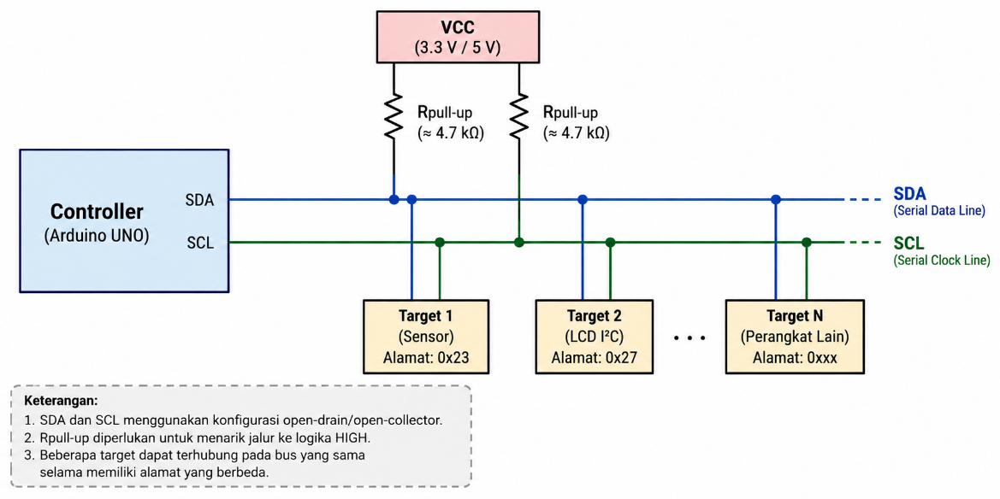 VCC
(3.3 V / 5 V)
Rpull-up
(≈ 4.7 kΩ)
Rpull-up
(≈ 4.7 kΩ)
Controller
(Arduino UNO)
SDA
SCL
SDA
(Serial Data Line)
SCL
(Serial Clock Line)
Target 1
(Sensor)
Alamat: 0x23
Target 2
(LCD I²C)
Alamat: 0x27
• • •
Target N
(Perangkat Lain)
Alamat: 0xxx
Keterangan:
1. SDA dan SCL menggunakan konfigurasi open-drain/open-collector.
2. Rpull-up diperlukan untuk menarik jalur ke logika HIGH.
3. Beberapa target dapat terhubung pada bus yang sama
selama memiliki alamat yang berbeda.